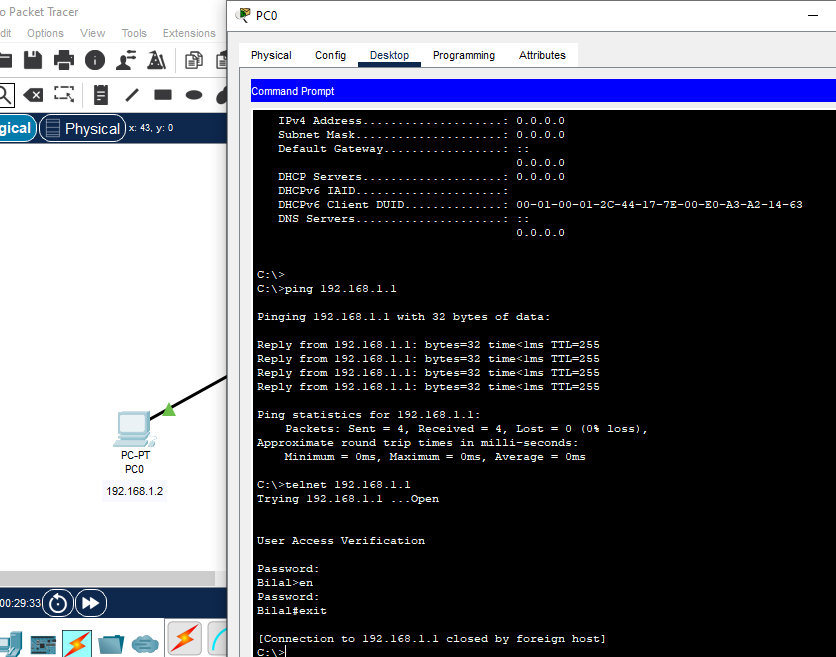 o Packet Tracer
dit Options View Tools Extensions
gical Physical x: 43, y: 0
PC-PT
PC0
192.168.1.2
00:29:33
PC0
Physical Config Desktop Programming Attributes
Command Prompt
IPv4 Address....................: 0.0.0.0
Subnet Mask.....................: 0.0.0.0
Default Gateway.................: ::
0.0.0.0
DHCP Servers....................: 0.0.0.0
DHCPv6 IAID.....................:
DHCPv6 Client DUID..............: 00-01-00-01-2C-44-17-7E-00-E0-A3-A2-14-63
DNS Servers.....................: ::
0.0.0.0
C:\>
C:\>ping 192.168.1.1
Pinging 192.168.1.1 with 32 bytes of data:
Reply from 192.168.1.1: bytes=32 time<1ms TTL=255
Reply from 192.168.1.1: bytes=32 time<1ms TTL=255
Reply from 192.168.1.1: bytes=32 time<1ms TTL=255
Reply from 192.168.1.1: bytes=32 time<1ms TTL=255
Ping statistics for 192.168.1.1:
Packets: Sent = 4, Received = 4, Lost = 0 (0% loss),
Approximate round trip times in milli-seconds:
Minimum = 0ms, Maximum = 0ms, Average = 0ms
C:\>telnet 192.168.1.1
Trying 192.168.1.1 ...Open
User Access Verification
Password:
Bilal>en
Password:
Bilal#exit
[Connection to 192.168.1.1 closed by foreign host]
C:\>